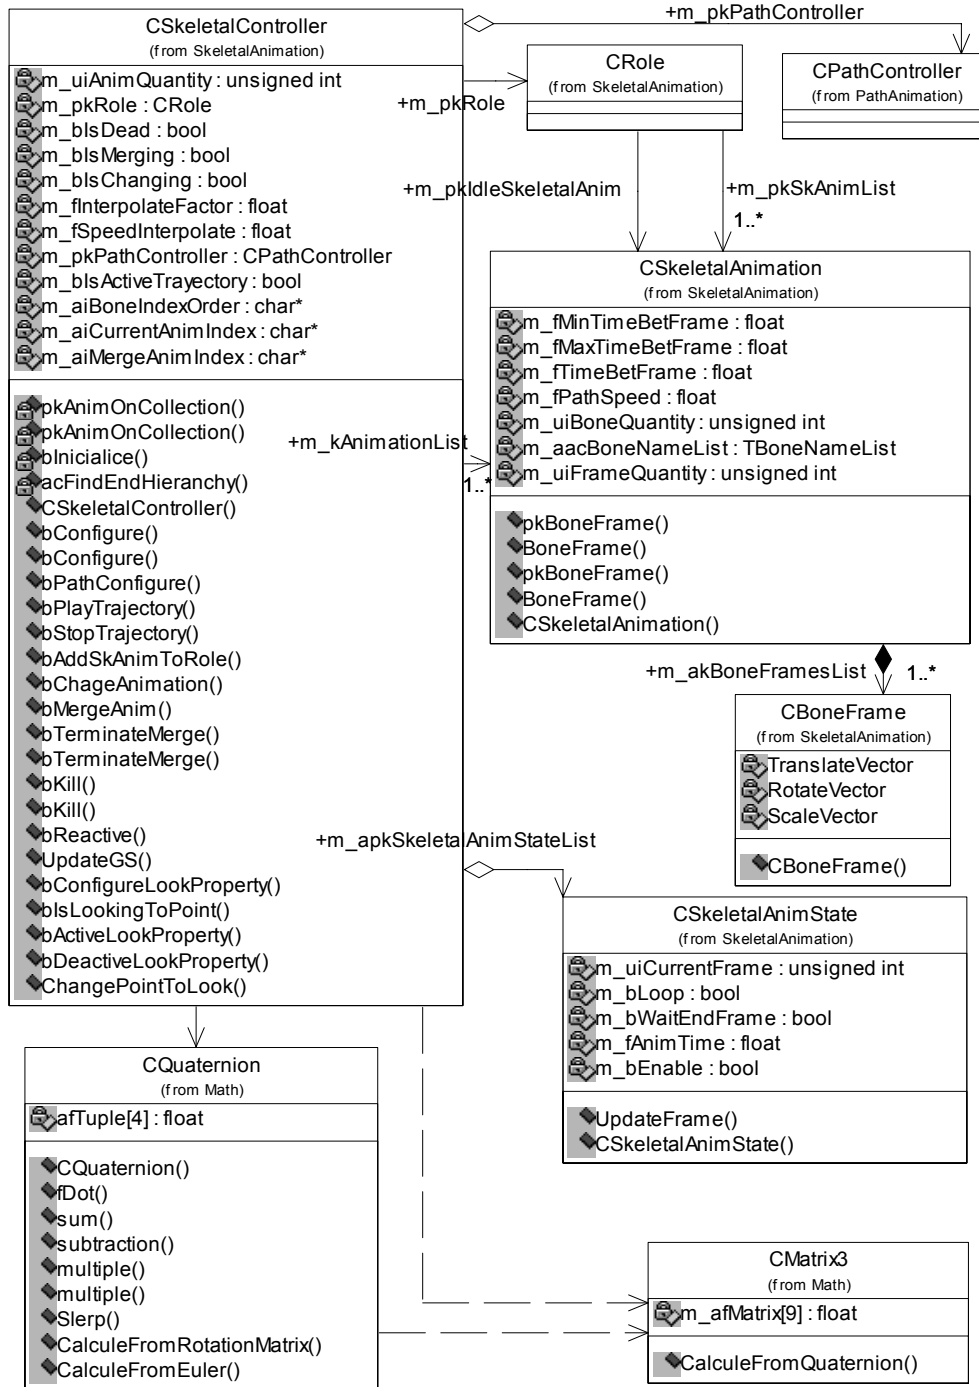 CSkeletalController
(from SkeletalAnimation)
m_uiAnimQuantity : unsigned int
m_pkRole : CRole
m_bIsDead : bool
m_bIsMerging : bool
m_bIsChanging : bool
m_fInterpolateFactor : float
m_fSpeedInterpolate : float
m_pkPathController : CPathController
m_bIsActiveTrayectory : bool
m_aiBoneIndexOrder : char*
m_aiCurrentAnimIndex : char*
m_aiMergeAnimIndex : char*
pkAnimOnCollection()
pkAnimOnCollection()
bInicialice()
acFindEndHierarchy()
CSkeletalController()
bConfigure()
bConfigure()
bPathConfigure()
bPlayTrajectory()
bStopTrajectory()
bAddSkAnimToRole()
bChageAnimation()
bMergeAnim()
bTerminateMerge()
bTerminateMerge()
bKill()
bKill()
bReactive()
UpdateGS()
bConfigureLookProperty()
bIsLookingToPoint()
bActiveLookProperty()
bDeactiveLookProperty()
ChangePointToLook()
+m_pkPathController
+m_pkRole
CRole
(from SkeletalAnimation)
CPathController
(from PathAnimation)
+m_pkIdleSkeletalAnim
+m_pkSkAnimList
1..*
+m_kAnimationList
1..*
CSkeletalAnimation
(from SkeletalAnimation)
m_fMinTimeBetFrame : float
m_fMaxTimeBetFrame : float
m_fTimeBetFrame : float
m_fPathSpeed : float
m_uiBoneQuantity : unsigned int
m_aacBoneNameList : TBoneNameList
m_uiFrameQuantity : unsigned int
pkBoneFrame()
BoneFrame()
pkBoneFrame()
BoneFrame()
CSkeletalAnimation()
+m_akBoneFramesList
1..*
CBoneFrame
(from SkeletalAnimation)
TranslateVector
RotateVector
ScaleVector
CBoneFrame()
+m_apkSkeletalAnimStateList
CSkeletalAnimState
(from SkeletalAnimation)
m_uiCurrentFrame : unsigned int
m_bLoop : bool
m_bWaitEndFrame : bool
m_fAnimTime : float
m_bEnable : bool
UpdateFrame()
CSkeletalAnimState()
CQuaternion
(from Math)
afTuple[4] : float
CQuaternion()
fDot()
sum()
subtraction()
multiple()
multiple()
Slerp()
CalculeFromRotationMatrix()
CalculeFromEuler()
CMatrix3
(from Math)
m_afMatrix[9] : float
CalculeFromQuaternion()